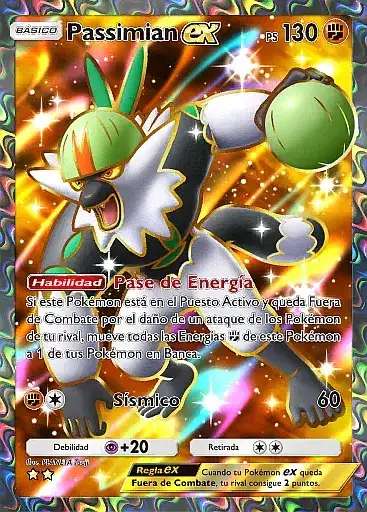 BÁSICO Passimian ex PS 130
Habilidad Pase de Energía
Si este Pokémon está en el Puesto Activo y queda Fuera
de Combate por el daño de un ataque de los Pokémon
de tu rival, mueve todas las Energías de este Pokémon
a 1 de tus Pokémon en Banca.
Sísmico 60
Debilidad +20 Retirada
Ilus. PLANETA Tsuji
Regla ex Cuando tu Pokémon ex queda
Fuera de Combate, tu rival consigue 2 puntos.